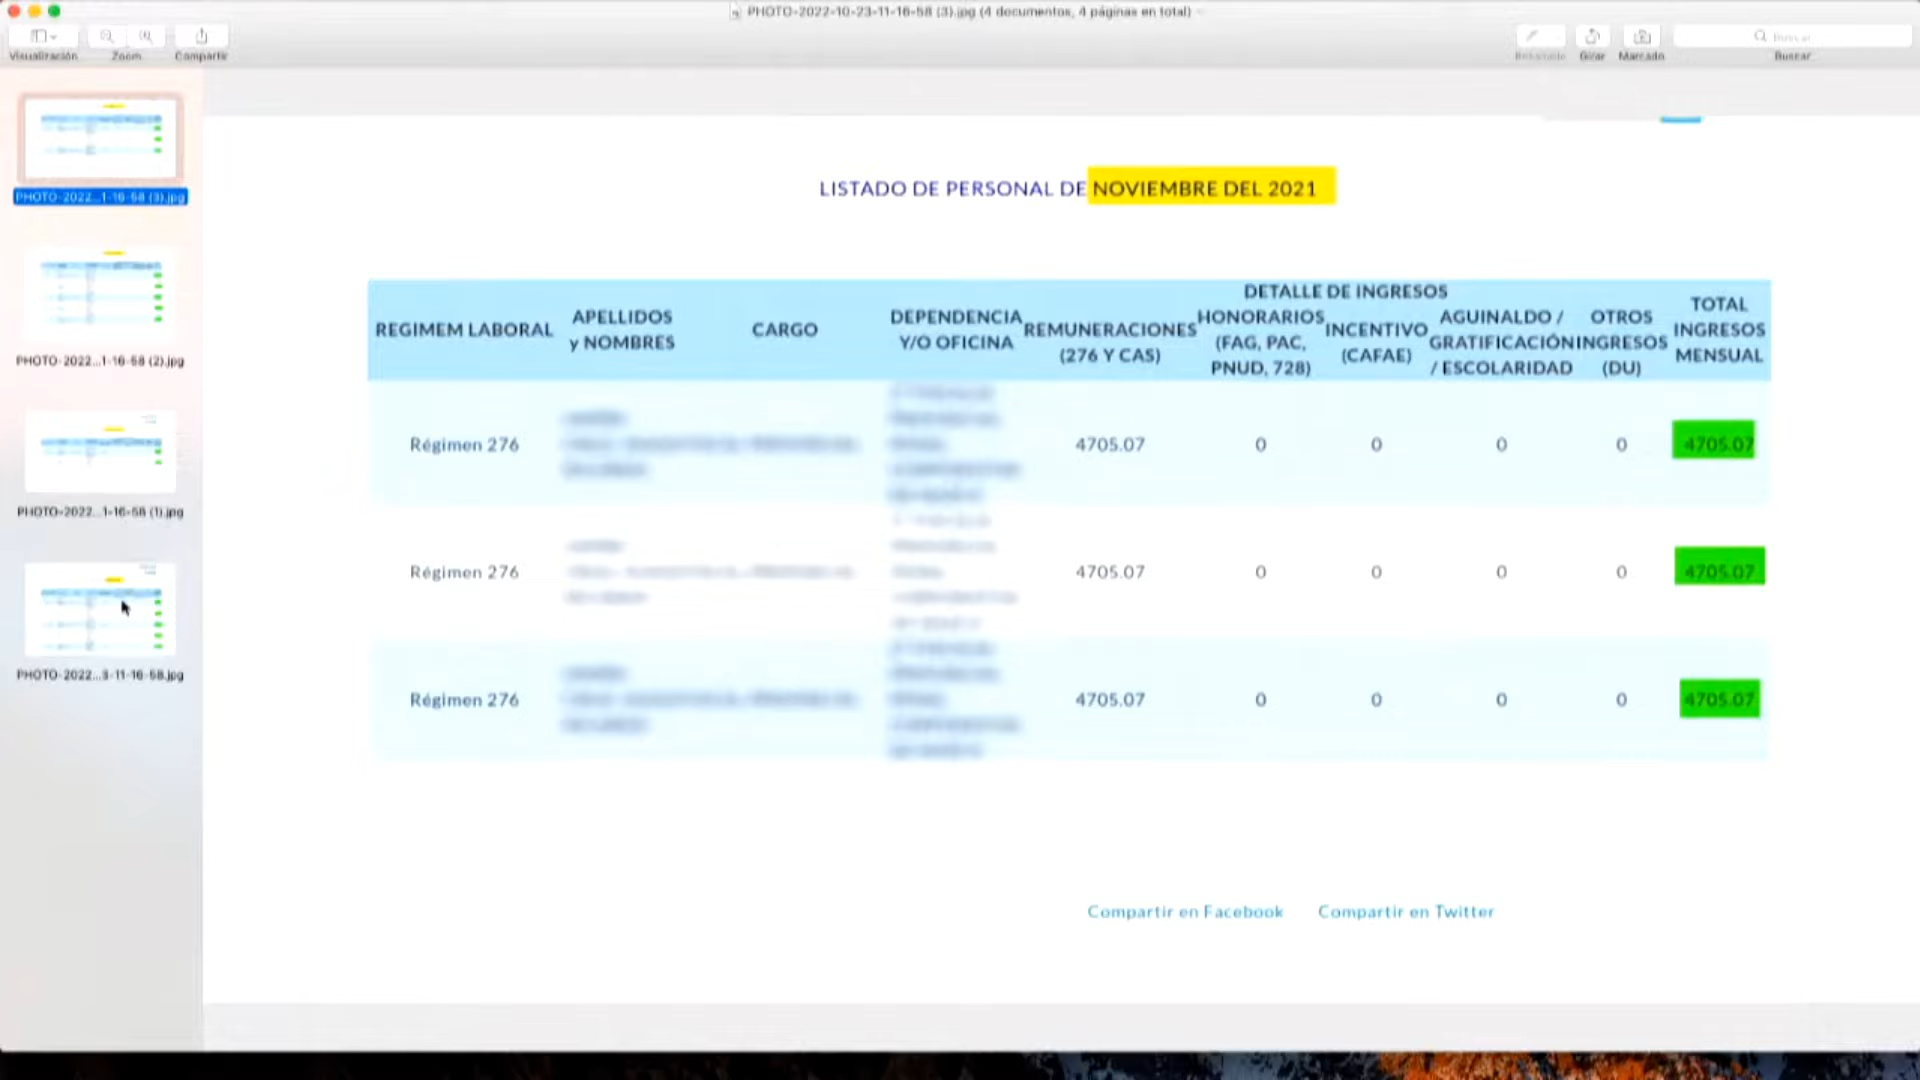 PHOTO-2022-10-23-11-16-58 (3).jpg (4 documentos, 4 páginas en total)
Visualización Zoom Compartir Girar Marcado Buscar
Buscar
PHOTO-2022...1-16-58 (3).jpg
PHOTO-2022...1-16-58 (2).jpg
PHOTO-2022...1-16-58 (1).jpg
PHOTO-2022...3-11-16-58.jpg
LISTADO DE PERSONAL DE NOVIEMBRE DEL 2021
REGIMEM LABORAL
APELLIDOS
y NOMBRES
CARGO
DEPENDENCIA
Y/O OFICINA
DETALLE DE INGRESOS
REMUNERACIONES
(276 Y CAS)
HONORARIOS
(FAG, PAC,
PNUD, 728)
INCENTIVO
(CAFAE)
AGUINALDO /
GRATIFICACIÓN
/ ESCOLARIDAD
OTROS
INGRESOS
(DU)
TOTAL
INGRESOS
MENSUAL
Régimen 276 4705.07 0 0 0 0 4705.07
Régimen 276 4705.07 0 0 0 0 4705.07
Régimen 276 4705.07 0 0 0 0 4705.07
Compartir en Facebook Compartir en Twitter